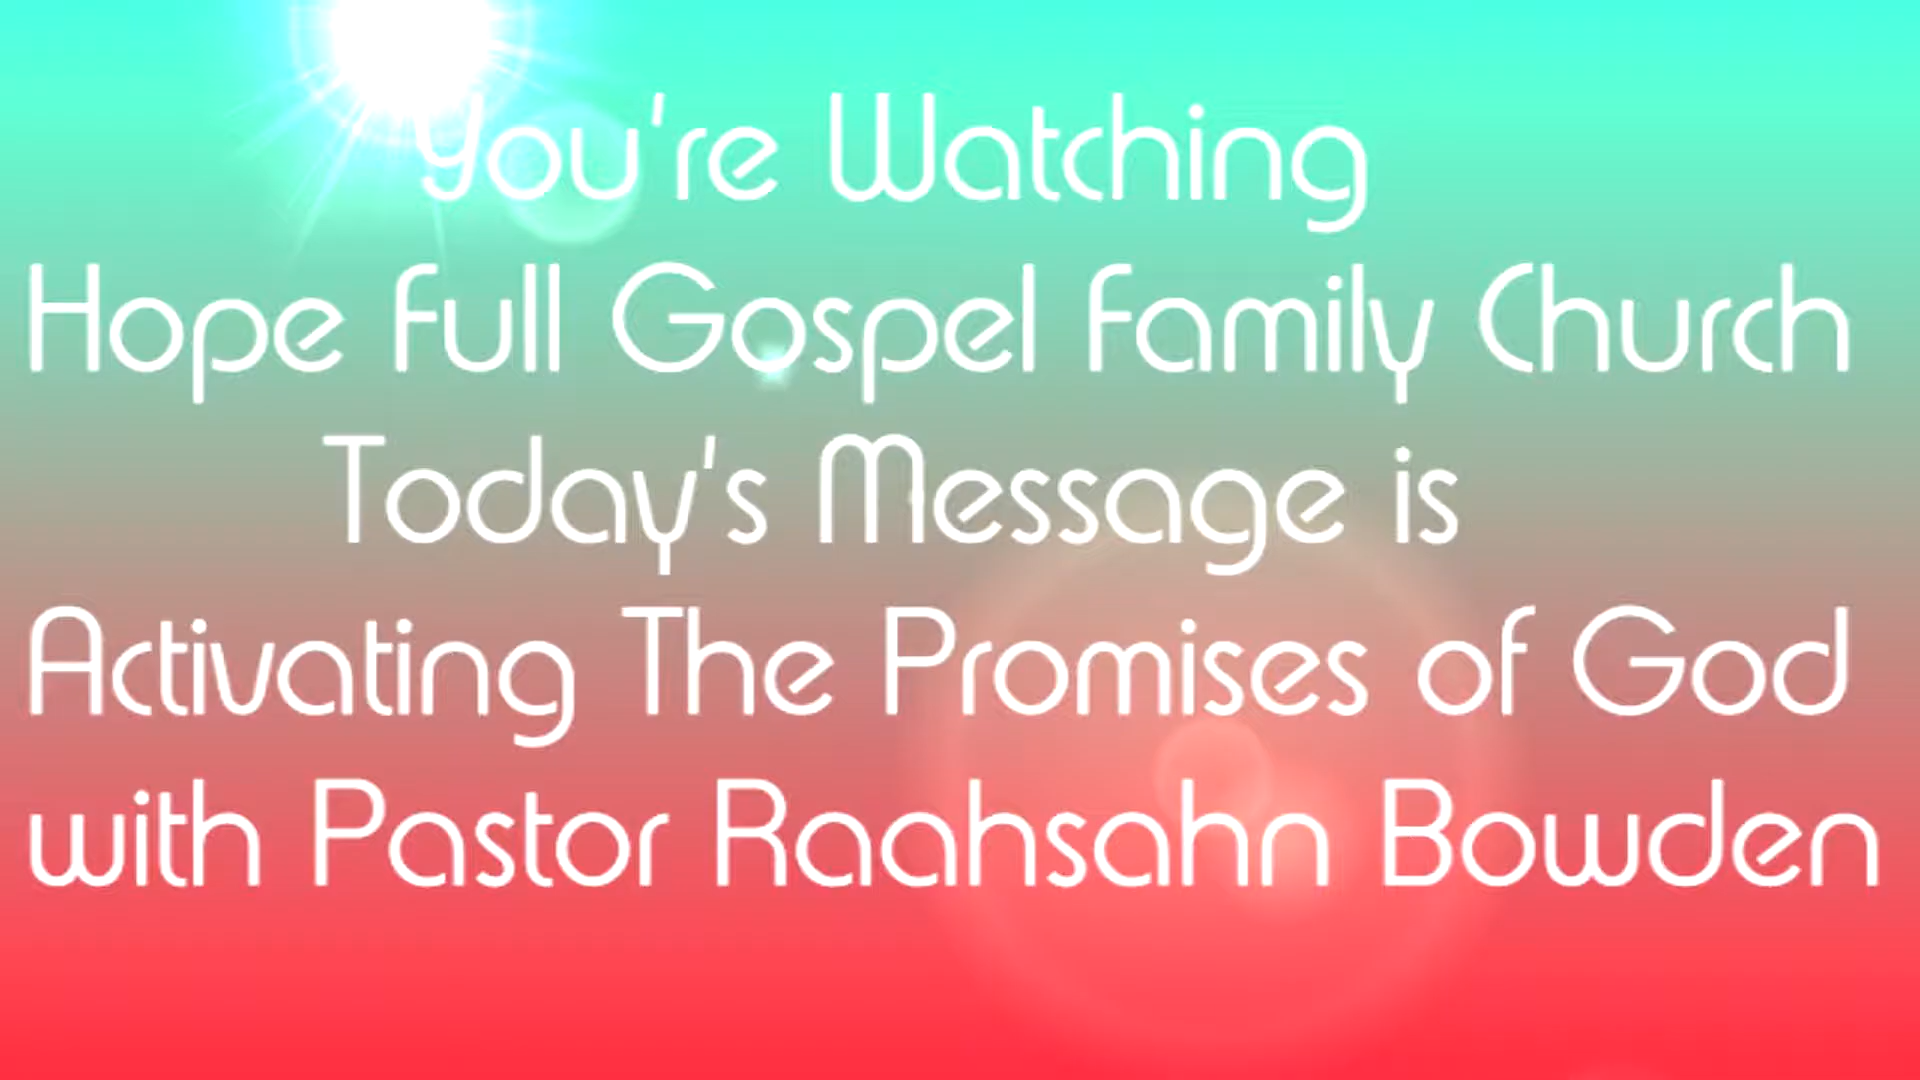 You're Watching
Hope Full Gospel Family Church
Today's Message is
Activating The Promises of God
with Pastor Raahsahn Bowden